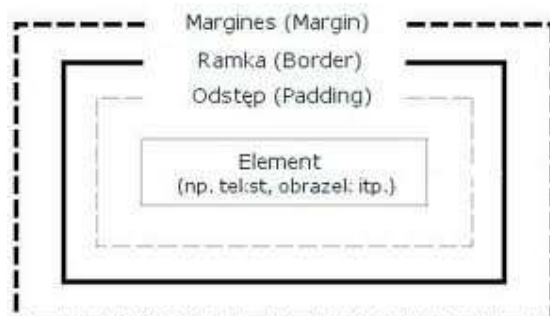 Margines (Margin)
Ramka (Border)
Odstęp (Padding)
Element
(np. tekst, obrazek itp.)